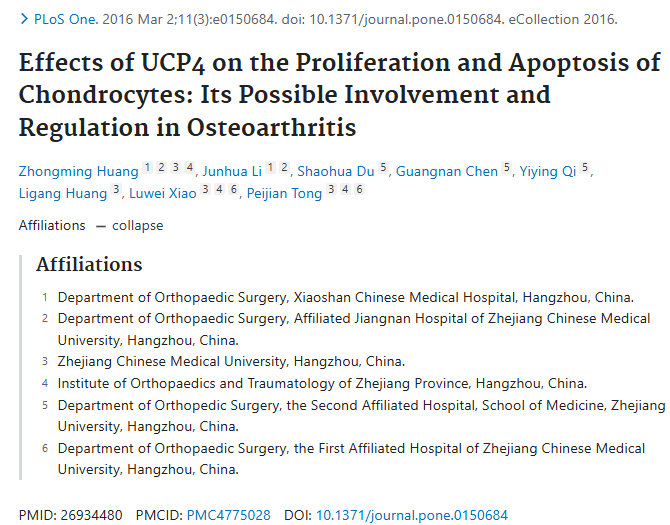 PLoS One. 2016 Mar 2;11(3):e0150684. doi: 10.1371/journal.pone.0150684. eCollection 2016.
Effects of UCP4 on the Proliferation and Apoptosis of
Chondrocytes: Its Possible Involvement and
Regulation in Osteoarthritis
Zhongming Huang 1 2 3 4, Junhua Li 1 2, Shaohua Du 5, Guangnan Chen 5, Yiying Qi 5,
Ligang Huang 3, Luwei Xiao 3 4 6, Peijian Tong 3 4 6
Affiliations — collapse
Affiliations
1 Department of Orthopaedic Surgery, Xiaoshan Chinese Medical Hospital, Hangzhou, China.
2 Department of Orthopaedic Surgery, Affiliated Jiangnan Hospital of Zhejiang Chinese Medical
University, Hangzhou, China.
3 Zhejiang Chinese Medical University, Hangzhou, China.
4 Institute of Orthopaedics and Traumatology of Zhejiang Province, Hangzhou, China.
5 Department of Orthopedic Surgery, the Second Affiliated Hospital, School of Medicine, Zhejiang
University, Hangzhou, China.
6 Department of Orthopaedic Surgery, the First Affiliated Hospital of Zhejiang Chinese Medical
University, Hangzhou, China.
PMID: 26934480 PMCID: PMC4775028 DOI: 10.1371/journal.pone.0150684